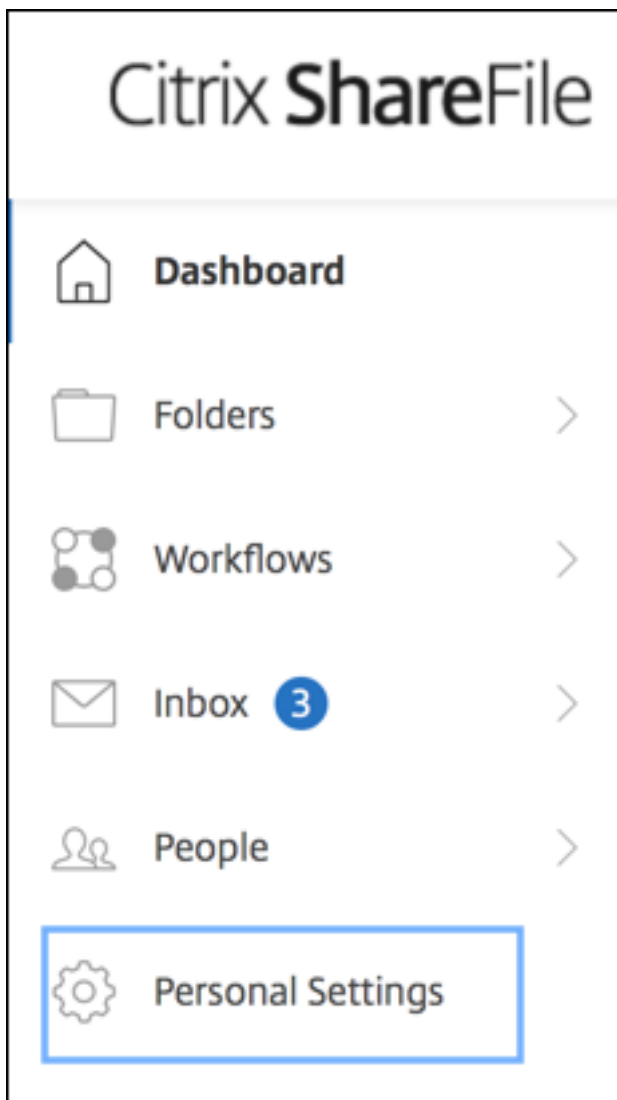 Citrix ShareFile
Dashboard
Folders
Workflows
Inbox 3
People
Personal Settings